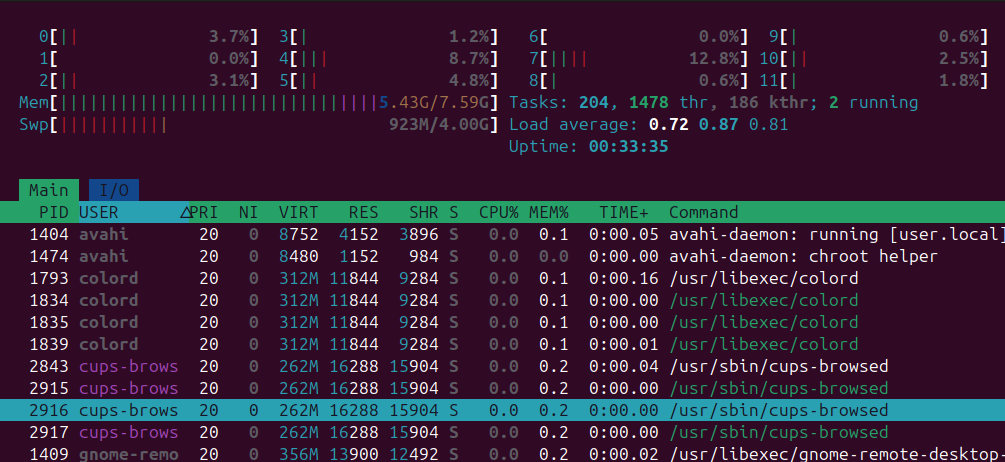 0[|| 3.7%] 3[| 1.2%] 6[ 0.0%] 9[| 0.6%]
1[ 0.0%] 4[|||| 8.7%] 7[|||| 12.8%] 10[|| 2.5%]
2[|| 3.1%] 5[|| 4.8%] 8[| 0.6%] 11[| 1.8%]
Mem[||||||||||||||||||||||||||||||||5.43G/7.59G] Tasks: 204, 1478 thr, 186 kthr; 2 running
Swp[||||||||||| 923M/4.00G] Load average: 0.72 0.87 0.81
Uptime: 00:33:35
Main I/O
PID USER △PRI NI VIRT RES SHR S CPU% MEM% TIME+ Command
1404 avahi 20 0 8752 4152 3896 S 0.0 0.1 0:00.05 avahi-daemon: running [user.local]
1474 avahi 20 0 8480 1152 984 S 0.0 0.0 0:00.00 avahi-daemon: chroot helper
1793 colord 20 0 312M 11844 9284 S 0.0 0.1 0:00.16 /usr/libexec/colord
1834 colord 20 0 312M 11844 9284 S 0.0 0.1 0:00.00 /usr/libexec/colord
1835 colord 20 0 312M 11844 9284 S 0.0 0.1 0:00.00 /usr/libexec/colord
1839 colord 20 0 312M 11844 9284 S 0.0 0.1 0:00.01 /usr/libexec/colord
2843 cups-brows 20 0 262M 16288 15904 S 0.0 0.2 0:00.04 /usr/sbin/cups-browsed
2915 cups-brows 20 0 262M 16288 15904 S 0.0 0.2 0:00.00 /usr/sbin/cups-browsed
2916 cups-brows 20 0 262M 16288 15904 S 0.0 0.2 0:00.00 /usr/sbin/cups-browsed
2917 cups-brows 20 0 262M 16288 15904 S 0.0 0.2 0:00.00 /usr/sbin/cups-browsed
1409 gnome-remo 20 0 356M 13900 12492 S 0.0 0.2 0:00.02 /usr/libexec/gnome-remote-desktop-